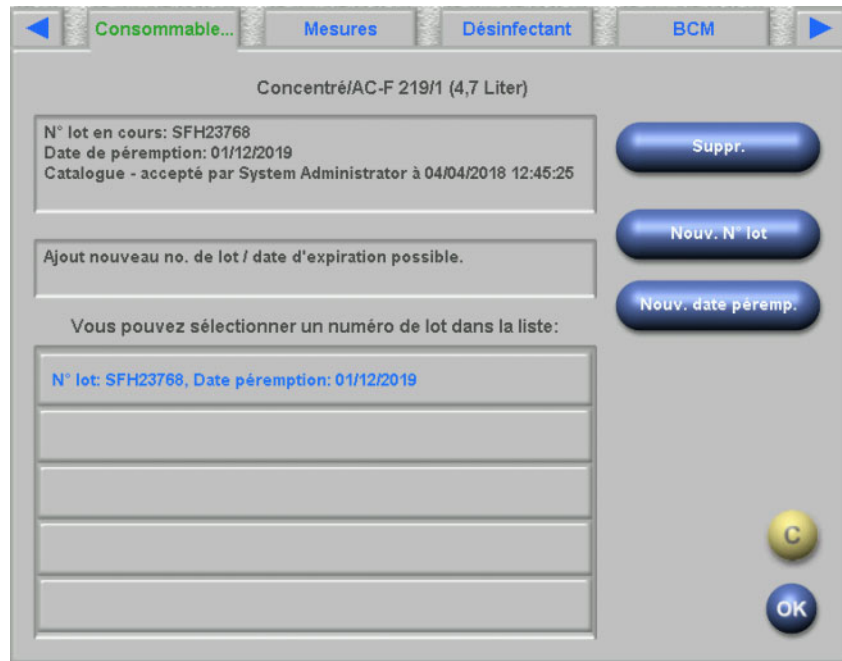 Consommable...
Mesures
Désinfectant
BCM
Concentré/AC-F 219/1 (4,7 Liter)
N° lot en cours: SFH23768
Date de péremption: 01/12/2019
Catalogue - accepté par System Administrator à 04/04/2018 12:45:25
Suppr.
Nouv. N° lot
Ajout nouveau no. de lot / date d'expiration possible.
Nouv. date péremp.
Vous pouvez sélectionner un numéro de lot dans la liste:
N° lot: SFH23768, Date péremption: 01/12/2019
C
OK